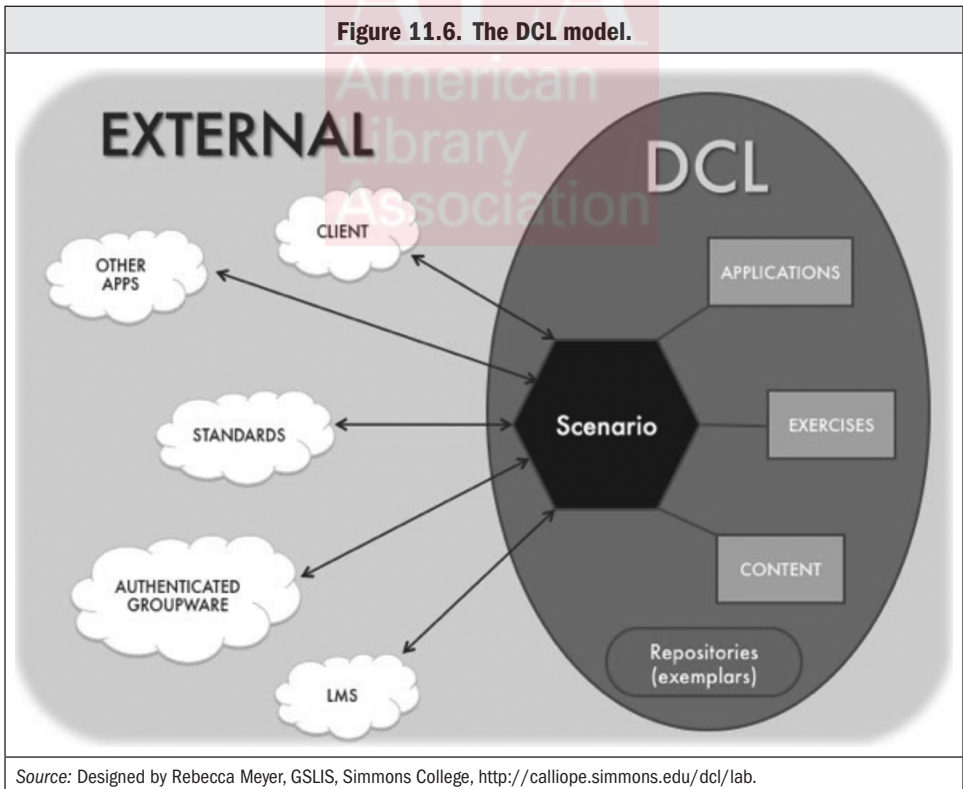 Figure 11.6. The DCL model.
ALA
American
Library
Association
EXTERNAL
DCL
CLIENT
OTHER
APPS
APPLICATIONS
Scenario
STANDARDS
EXERCISES
AUTHENTICATED
GROUPWARE
CONTENT
LMS
Repositories
(exemplars)
Source: Designed by Rebecca Meyer, GSLIS, Simmons College, http://calliope.simmons.edu/dcl/lab.